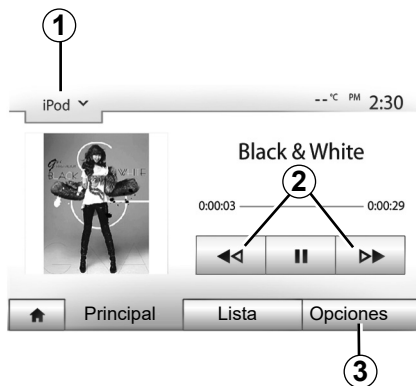 1
iPod
--°C PM 2:30
Black & White
2
0:00:03 0:00:29
Principal Lista Opciones
3